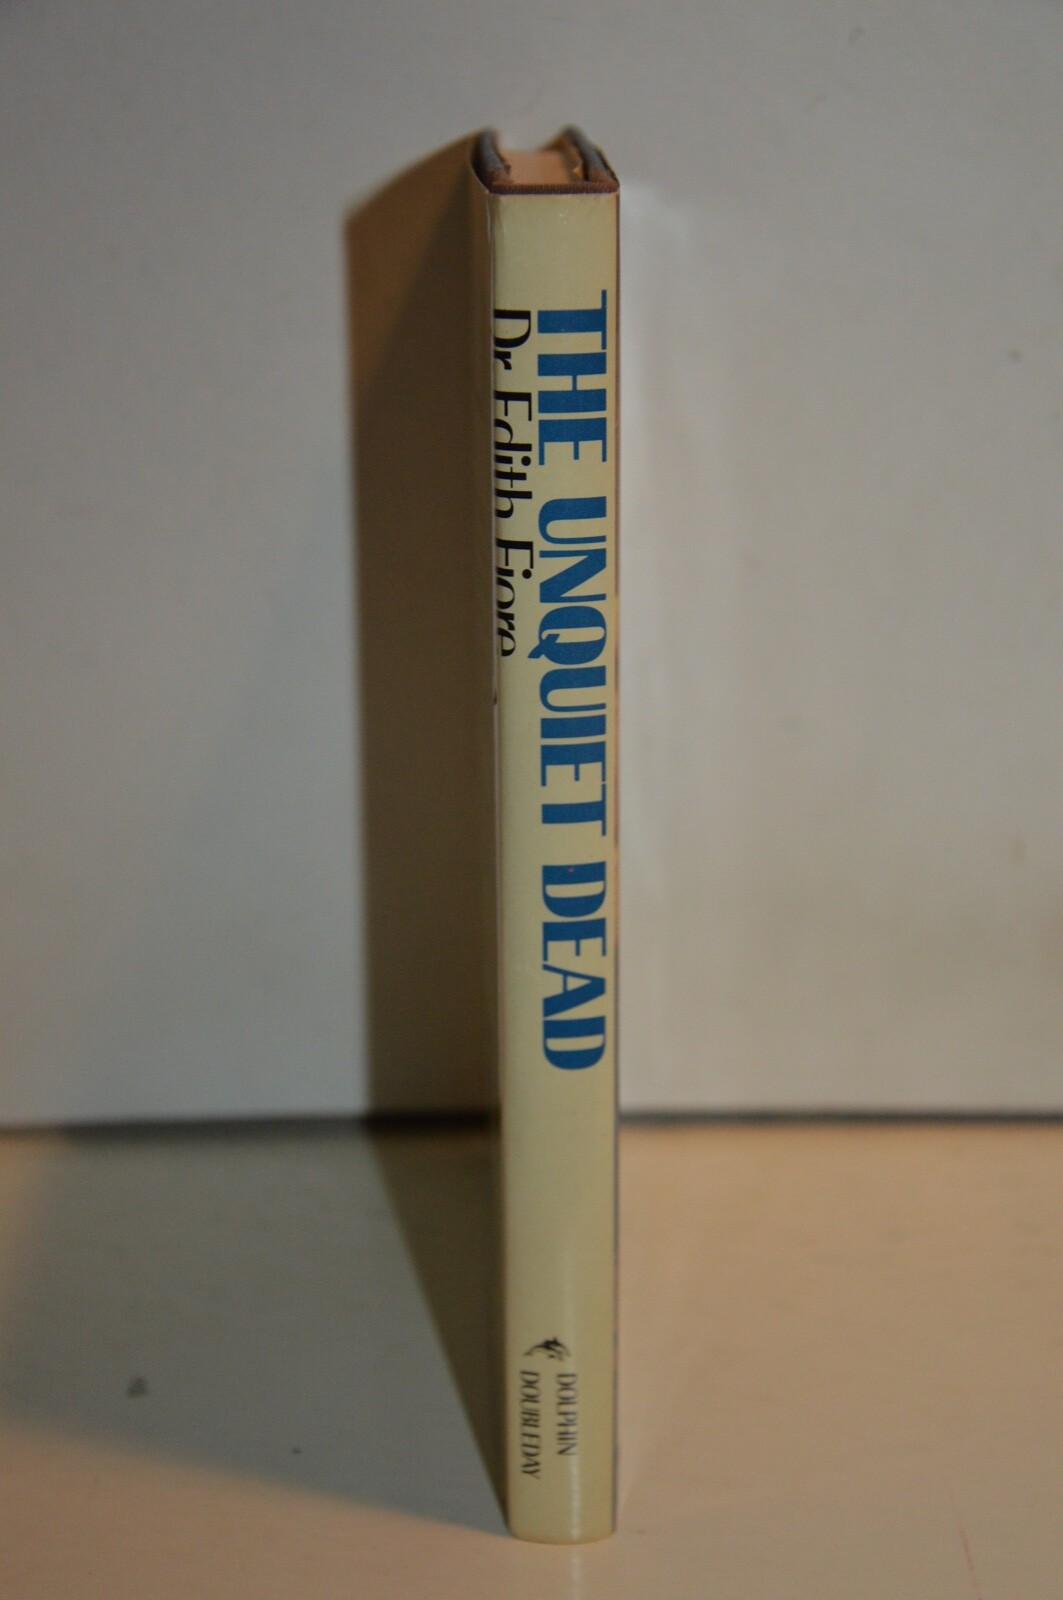 THE UNQUIET DEAD
Dr. Edith Fiore
DOLPHIN
DOUBLEDAY